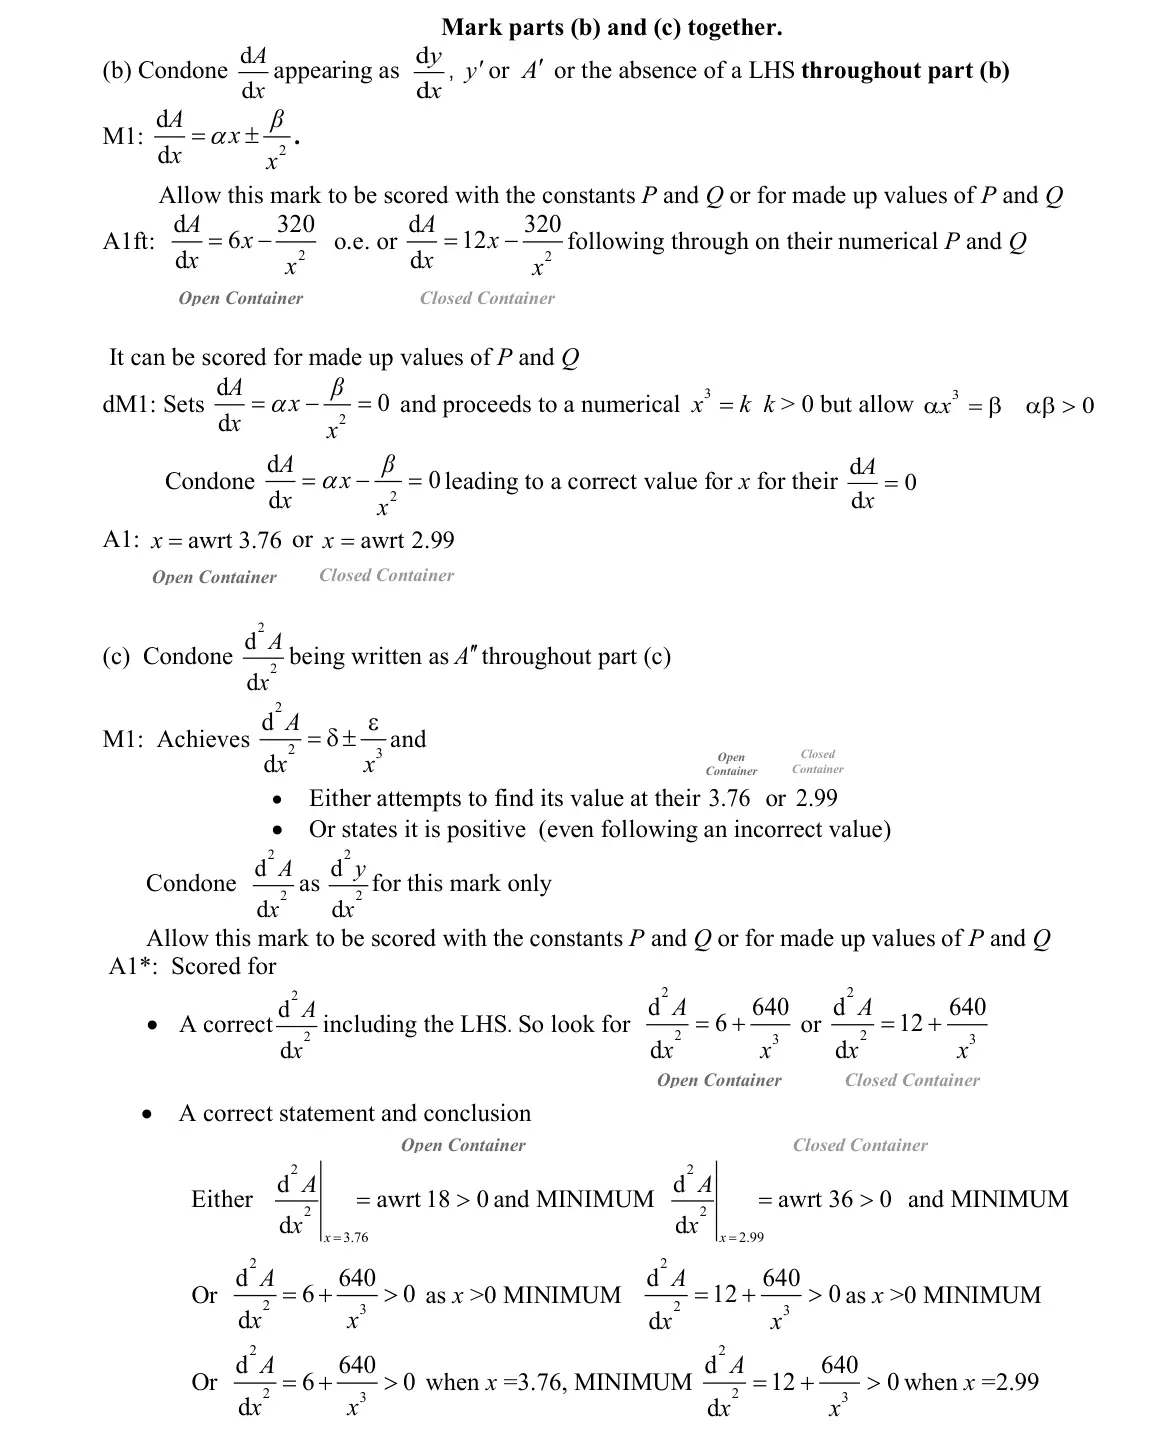 Mark parts (b) and (c) together.
(b) Condone dA/dx appearing as dy/dx, y′ or A′ or the absence of a LHS throughout part (b)
M1: dA/dx = αx ± β/x².
Allow this mark to be scored with the constants P and Q or for made up values of P and Q
A1ft: dA/dx = 6x − 320/x² o.e. or dA/dx = 12x − 320/x² following through on their numerical P and Q
Open Container Closed Container
It can be scored for made up values of P and Q
dM1: Sets dA/dx = αx − β/x² = 0 and proceeds to a numerical x³ = k k > 0 but allow αx³ = β αβ > 0
Condone dA/dx = αx − β/x² = 0 leading to a correct value for x for their dA/dx = 0
A1: x = awrt 3.76 or x = awrt 2.99
Open Container Closed Container
(c) Condone d²A/dx² being written as A″ throughout part (c)
M1: Achieves d²A/dx² = δ ± ε/x³ and
Open Container Closed Container
• Either attempts to find its value at their 3.76 or 2.99
• Or states it is positive (even following an incorrect value)
Condone d²A/dx² as d²y/dx² for this mark only
Allow this mark to be scored with the constants P and Q or for made up values of P and Q
A1*: Scored for
• A correct d²A/dx² including the LHS. So look for d²A/dx² = 6 + 640/x³ or d²A/dx² = 12 + 640/x³
Open Container Closed Container
• A correct statement and conclusion
Open Container Closed Container
Either d²A/dx²|x=3.76 = awrt 18 > 0 and MINIMUM d²A/dx²|x=2.99 = awrt 36 > 0 and MINIMUM
Or d²A/dx² = 6 + 640/x³ > 0 as x >0 MINIMUM d²A/dx² = 12 + 640/x³ > 0 as x >0 MINIMUM
Or d²A/dx² = 6 + 640/x³ > 0 when x =3.76, MINIMUM d²A/dx² = 12 + 640/x³ > 0 when x =2.99